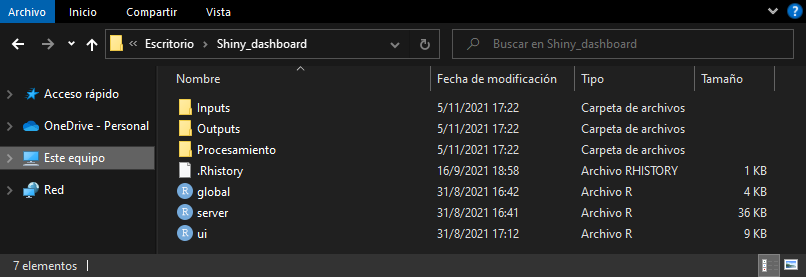 Archivo Inicio Compartir Vista
Escritorio Shiny_dashboard Buscar en Shiny_dashboard
Nombre Fecha de modificación Tipo Tamaño
Acceso rápido
OneDrive - Personal
Este equipo
Red
Inputs 5/11/2021 17:22 Carpeta de archivos
Outputs 5/11/2021 17:22 Carpeta de archivos
Procesamiento 5/11/2021 17:22 Carpeta de archivos
.Rhistory 16/9/2021 18:58 Archivo RHISTORY 1 KB
R global 31/8/2021 16:42 Archivo R 4 KB
R server 31/8/2021 16:41 Archivo R 36 KB
R ui 31/8/2021 17:12 Archivo R 9 KB
7 elementos